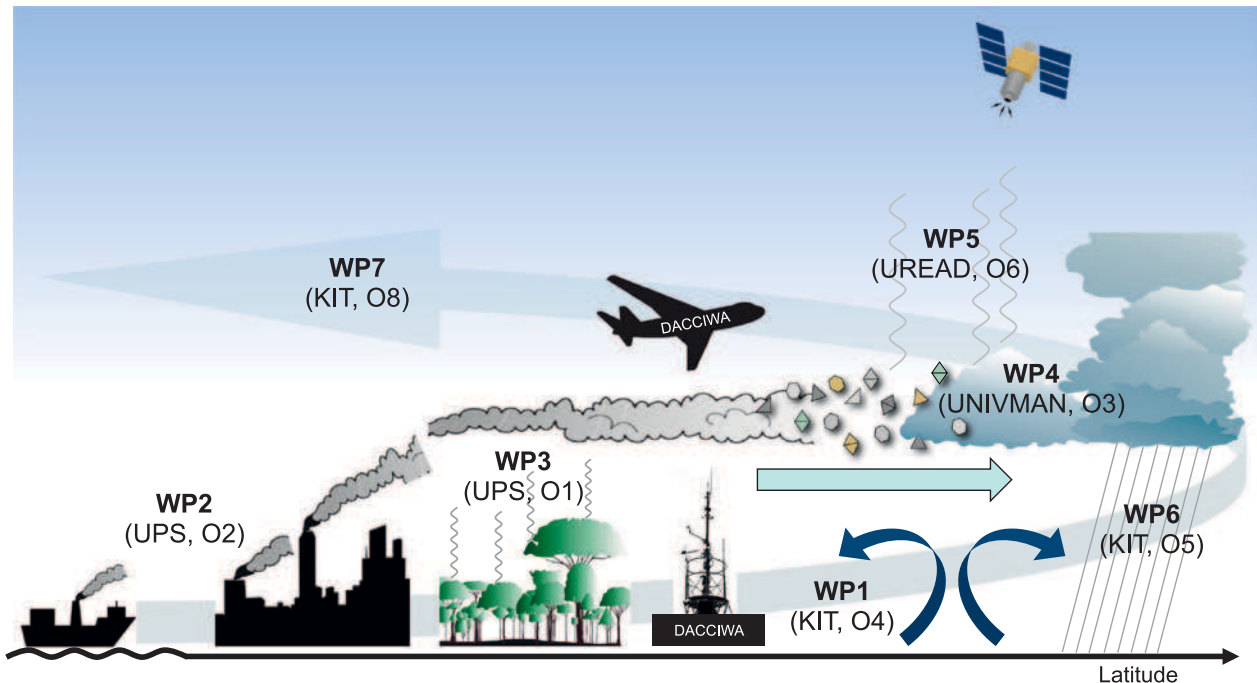 WP5
(UREAD, O6)
WP7
(KIT, O8)
DACCIWA
WP4
(UNIVMAN, O3)
WP3
(UPS, O1)
WP2
(UPS, O2)
WP6
(KIT, O5)
WP1
(KIT, O4)
DACCIWA
Latitude